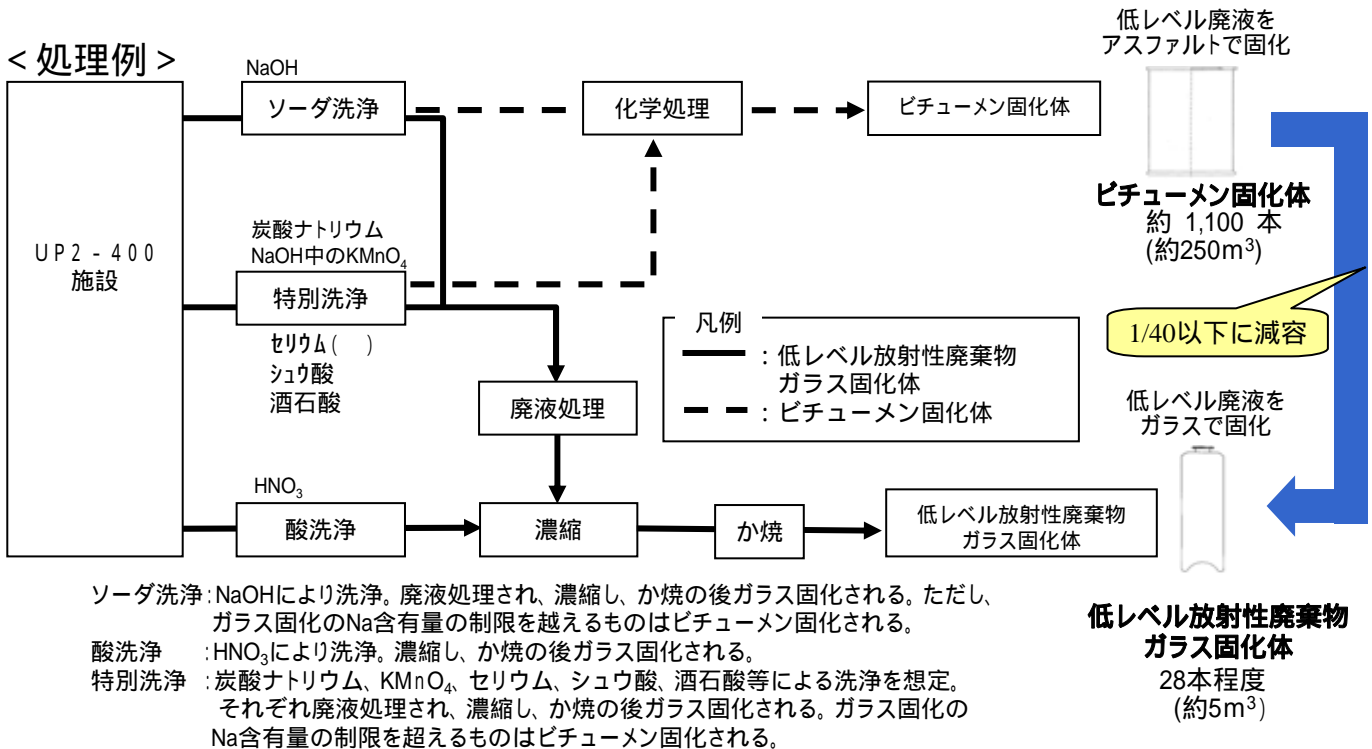 <処理例>
UP2-400
施設
NaOH
ソーダ洗浄
化学処理
ビチューメン固化体
低レベル廃液を
アスファルトで固化
ビチューメン固化体
約 1,100 本
(約250m³)
炭酸ナトリウム
NaOH中のKMnO₄
特別洗浄
セリウム( )
シュウ酸
酒石酸
廃液処理
凡例
:低レベル放射性廃棄物
ガラス固化体
:ビチューメン固化体
1/40以下に減容
低レベル廃液を
ガラスで固化
HNO₃
酸洗浄
濃縮
か焼
低レベル放射性廃棄物
ガラス固化体
低レベル放射性廃棄物
ガラス固化体
28本程度
(約5m³)
ソーダ洗浄:NaOHにより洗浄。廃液処理され、濃縮し、か焼の後ガラス固化される。ただし、
ガラス固化のNa含有量の制限を越えるものはビチューメン固化される。
酸洗浄 :HNO₃により洗浄。濃縮し、か焼の後ガラス固化される。
特別洗浄 :炭酸ナトリウム、KMnO₄、セリウム、シュウ酸、酒石酸等による洗浄を想定。
それぞれ廃液処理され、濃縮し、か焼の後ガラス固化される。ガラス固化の
Na含有量の制限を超えるものはビチューメン固化される。